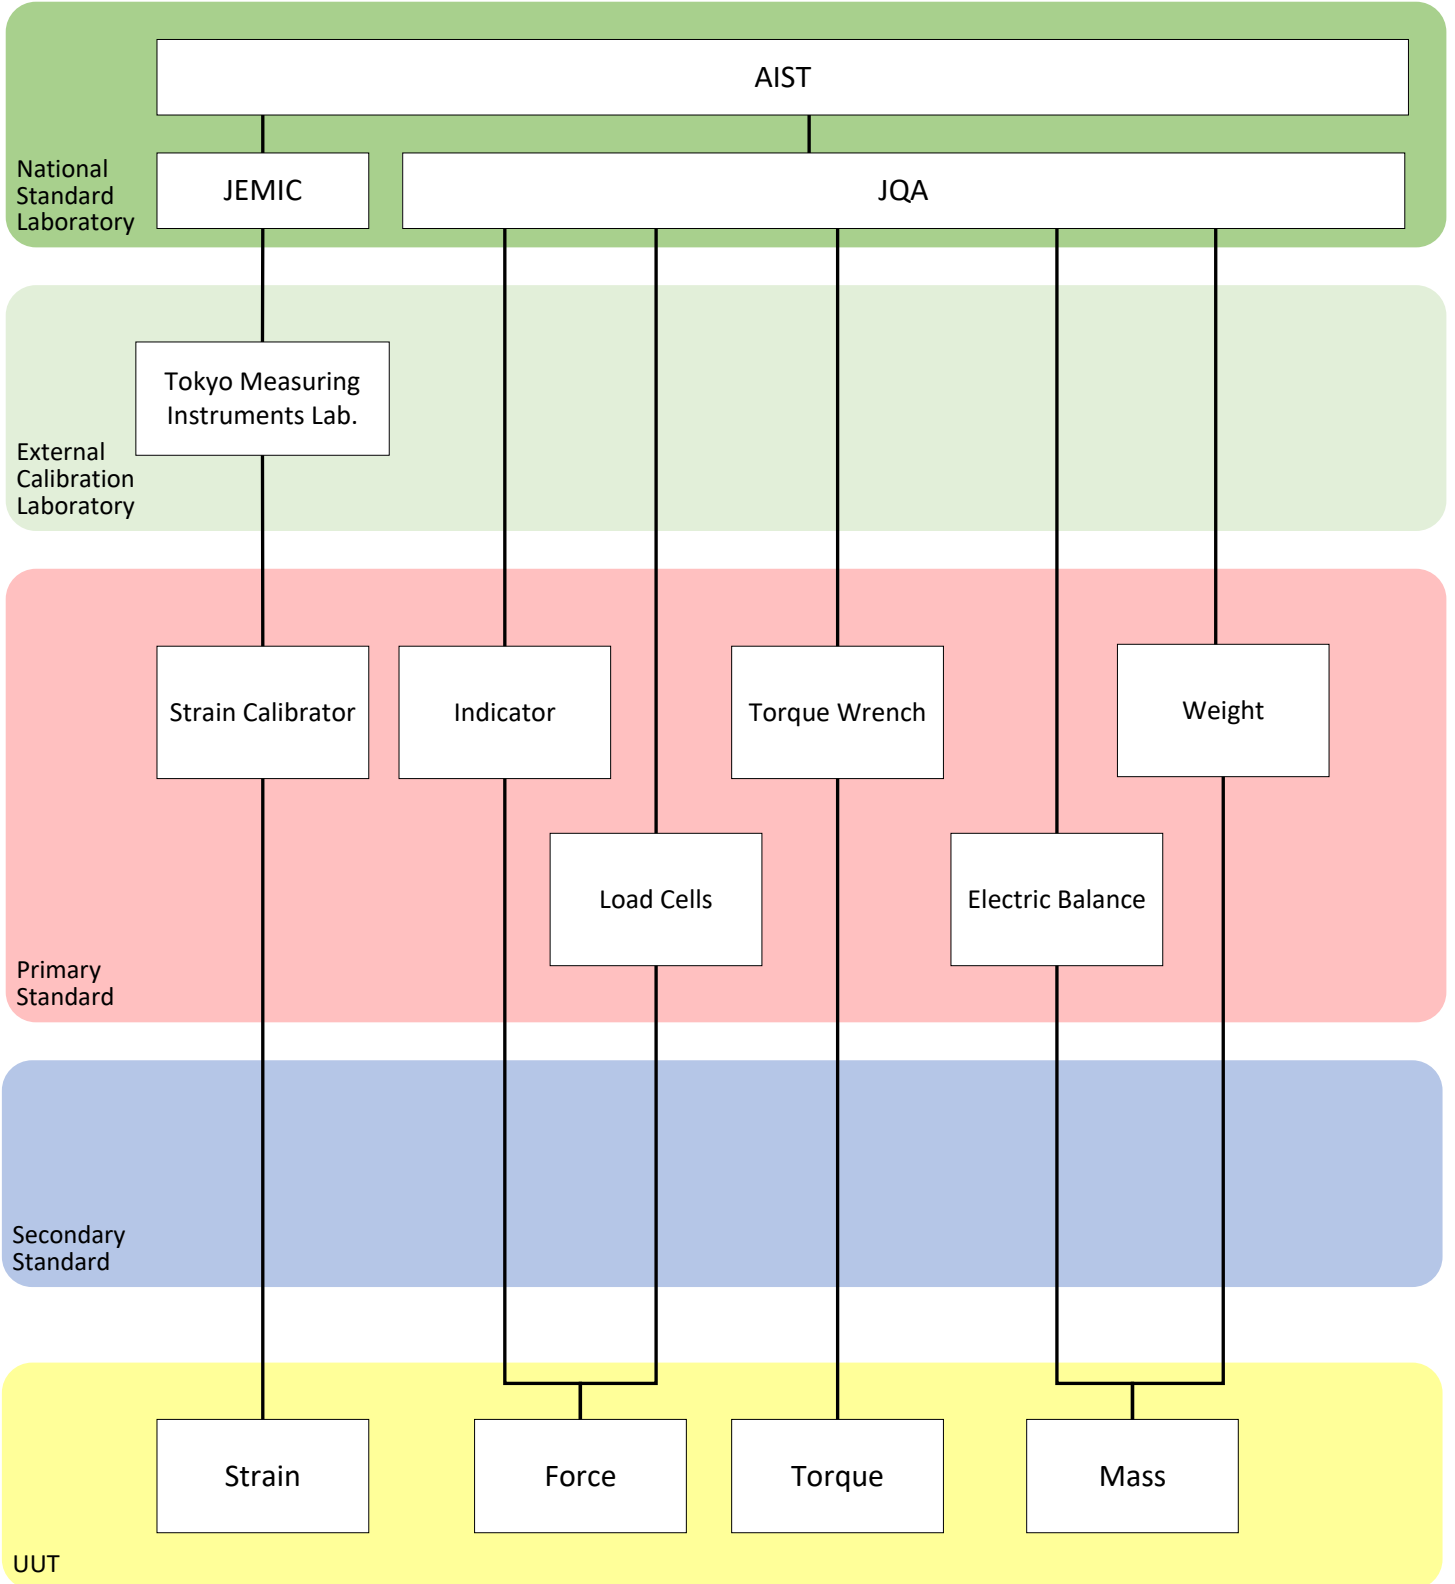 AIST
National
Standard
Laboratory
JEMIC
JQA
Tokyo Measuring
Instruments Lab.
External
Calibration
Laboratory
Strain Calibrator
Indicator
Torque Wrench
Weight
Load Cells
Electric Balance
Primary
Standard
Secondary
Standard
Strain
Force
Torque
Mass
UUT